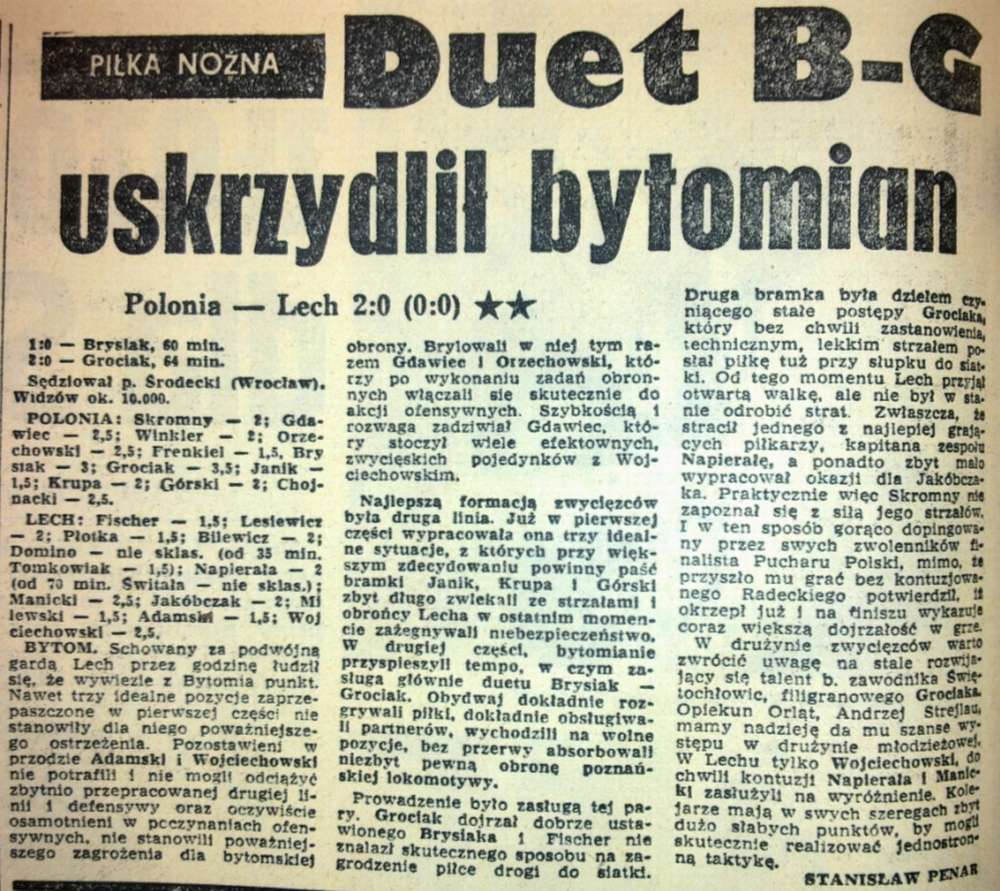 PIŁKA NOŻNA
Duet B-G
uskrzydlił bytomian
Polonia — Lech 2:0 (0:0) ★★
1:0 — Brysiak, 60 min.
2:0 — Grociak, 64 min.
Sędziował p. Środecki (Wrocław).
Widzów ok. 10.000.
POLONIA: Skromny — 2; Gda-
wiec — 2,5; Winkler — 2; Orze-
chowski — 2,5; Frenkiel — 1,5, Bry
siak — 3; Grociak — 3,5; Janik —
1,5; Krupa — 2; Górski — 2; Choj-
nacki — 2,5.
LECH: Fischer — 1,5; Lesiewicz
— 2; Płotka — 1,5; Bilewicz — 2;
Domino — nie sklas. (od 35 min.
Tomkowiak — 1,5); Napierała — 2
(od 70 min. Świtała — nie sklas.);
Manicki — 2,5; Jakóbczak — 2; Mi
lewski — 1,5; Adamski — 1,5; Woj
ciechowski — 2,5.
BYTOM. Schowany za podwójną
gardą Lech przez godzinę łudził
się, że wywiezie z Bytomia punkt.
Nawet trzy idealne pozycje zaprze-
paszczone w pierwszej części nie
stanowiły dla niego poważniejsze-
go ostrzeżenia. Pozostawieni w
przodzie Adamski i Wojciechowski
nie potrafili i nie mogli odciążyć
zbytnio przepracowanej drugiej li-
nii i defensywy oraz oczywiście
osamotnieni w poczynaniach ofen-
sywnych, nie stanowili poważniej-
szego zagrożenia dla bytomskiej
obrony. Brylowali w niej tym ra-
zem Gdawiec i Orzechowski, któ-
rzy po wykonaniu zadań obron-
nych włączali sie skutecznie do
akcji ofensywnych. Szybkością i
rozwaga zadziwiał Gdawiec, któ-
ry stoczył wiele efektownych,
zwycięskich pojedynków z Woj-
ciechowskim.
Najlepszą formacją zwycięzców
była druga linia. Już w pierwszej
części wypracowała ona trzy ideal-
ne sytuacje, z których przy więk-
szym zdecydowaniu powinny paść
bramki Janik, Krupa i Górski
zbyt długo zwlekali ze strzałami i
obrońcy Lecha w ostatnim momen-
cie zażegnywali niebezpieczeństwo.
W drugiej części, bytomianie
przyspieszyli tempo, w czym za-
sługa głównie duetu Brysiak —
Grociak. Obydwaj dokładnie roz-
grywali piłki, dokładnie obsługiwa-
li partnerów, wychodzili na wolne
pozycje, bez przerwy absorbowali
niezbyt pewną obronę poznań-
skiej lokomotywy.
Prowadzenie było zasługą tej pa-
ry. Grociak dojrzał dobrze usta-
wionego Brysiaka i Fischer nie
znalazł skutecznego sposobu na za-
grodzenie piłce drogi do siatki.
Druga bramka była dziełem czy-
niącego stałe postępy Grociaka,
który bez chwili zastanowienia,
technicznym, lekkim strzałem po-
słał piłkę tuż przy słupku do siat-
ki. Od tego momentu Lech przyjął
otwartą walkę, ale nie był w sta-
nie odrobić strat. Zwłaszcza, że
stracił jednego z najlepiej grają-
cych piłkarzy, kapitana zespołu
Napierałę, a ponadto zbyt mało
wypracował okazji dla Jakóbcza-
ka. Praktycznie więc Skromny nie
zapoznał się z siłą jego strzałów.
I w ten sposób gorąco dopingowa-
ny przez swych zwolenników fi-
nalista Pucharu Polski, mimo, że
przyszło mu grać bez kontuzjowa-
nego Radeckiego potwierdził, iż
okrzepł już i na finiszu wykazuje
coraz większą dojrzałość w grze.
W drużynie zwycięzców warto
zwrócić uwagę na stale rozwija-
jący się talent b. zawodnika Świę-
tochłowic, filigranowego Grociaka.
Opiekun Orląt, Andrzej Strejlau,
mamy nadzieję da mu szanse wy-
stępu w drużynie młodzieżowej.
W Lechu tylko Wojciechowski, do
chwili kontuzji Napierała i Manic-
ki zasłużyli na wyróżnienie. Kole-
jarze mają w swych szeregach zbyt
dużo słabych punktów, by mogli
skutecznie realizować jednostron-
ną taktykę.
STANISŁAW PENAR